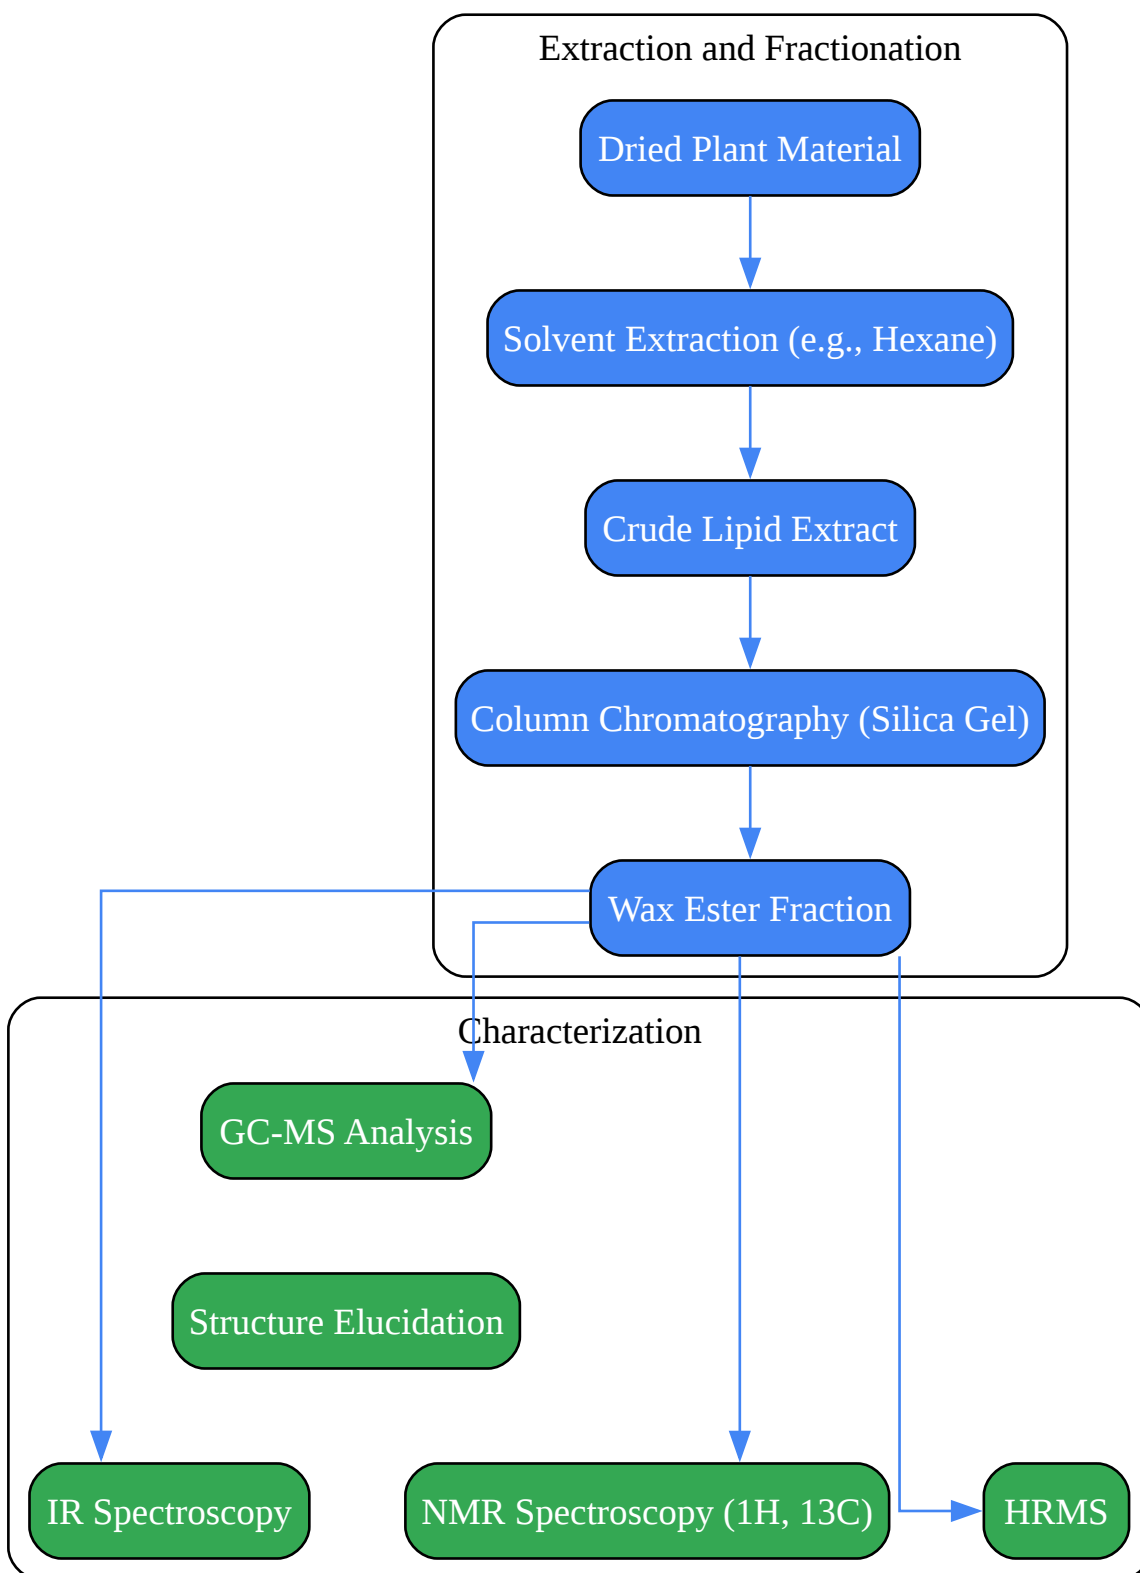 Extraction and Fractionation
Dried Plant Material
Solvent Extraction (e.g., Hexane)
Crude Lipid Extract
Column Chromatography (Silica Gel)
Wax Ester Fraction
Characterization
GC-MS Analysis
Structure Elucidation
IR Spectroscopy
NMR Spectroscopy (1H, 13C)
HRMS